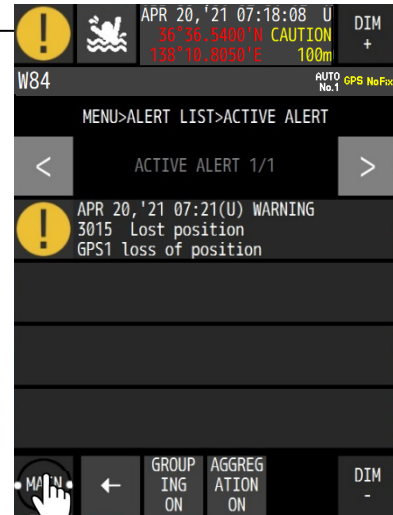 APR 20,'21 07:18:08 U
36°36.5400'N CAUTION
138°10.8050'E 100m
DIM
+
W84
AUTO
No.1
GPS NoFix
MENU>ALERT LIST>ACTIVE ALERT
<
ACTIVE ALERT 1/1
>
!
APR 20,'21 07:21(U) WARNING
3015 Lost position
GPS1 loss of position
←
GROUP
ING
ON
AGGREG
ATION
ON
DIM
-